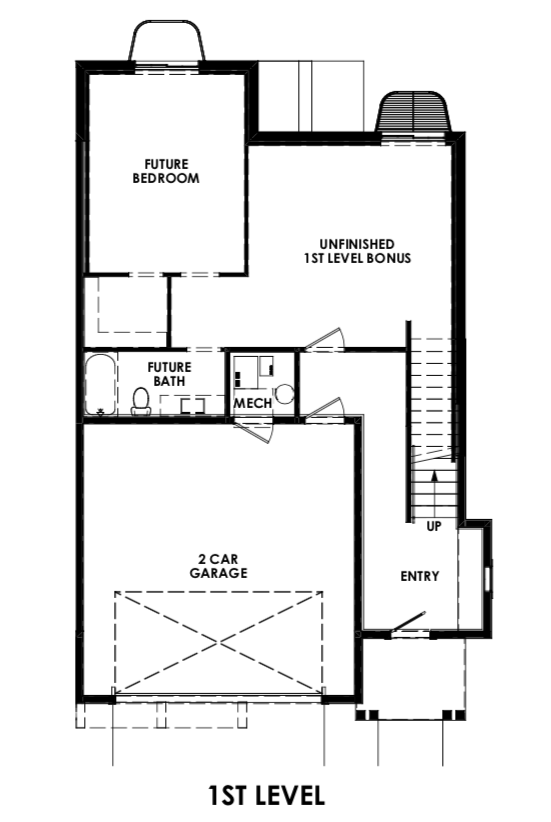 FUTURE
BEDROOM
UNFINISHED
1ST LEVEL BONUS
FUTURE
BATH
MECH
UP
2 CAR
GARAGE
ENTRY
1ST LEVEL